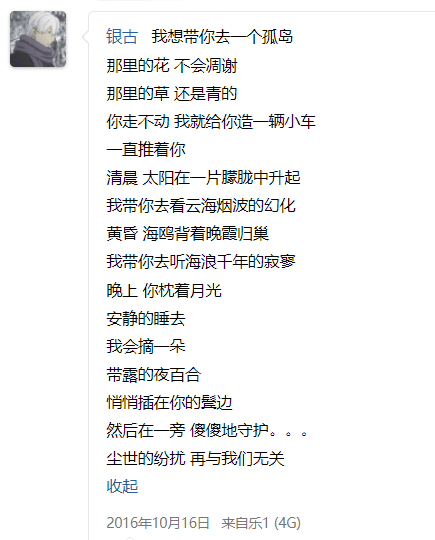 银古 我想带你去一个孤岛
那里的花 不会凋谢
那里的草 还是青的
你走不动 我就给你造一辆小车
一直推着你
清晨 太阳在一片朦胧中升起
我带你去看云海烟波的幻化
黄昏 海鸥背着晚霞归巢
我带你去听海浪千年的寂寥
晚上 你枕着月光
安静的睡去
我会摘一朵
带露的夜百合
悄悄插在你的鬓边
然后在一旁 傻傻地守护。。。
尘世的纷扰 再与我们无关
收起
2016年10月16日 来自乐1 (4G)